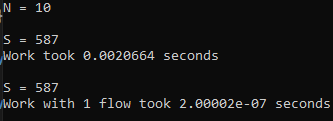 N = 10
S = 587
Work took 0.0020664 seconds
S = 587
Work with 1 flow took 2.00002e-07 seconds